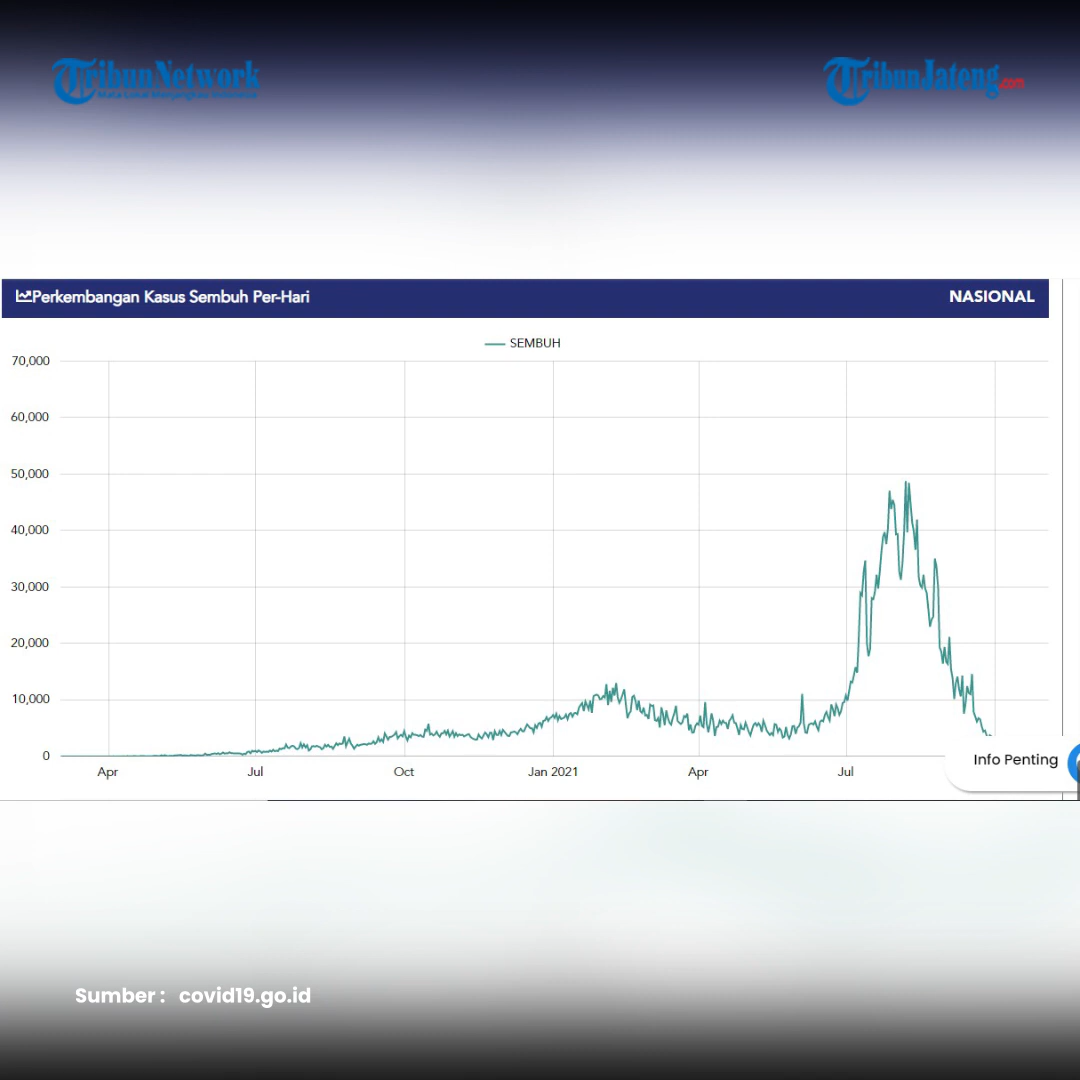 TribunNetwork
TribunJateng.com
Perkembangan Kasus Sembuh Per-Hari
NASIONAL
SEMBUH
70,000
60,000
50,000
40,000
30,000
20,000
10,000
0
Apr
Jul
Oct
Jan 2021
Apr
Jul
Info Penting
Sumber : covid19.go.id